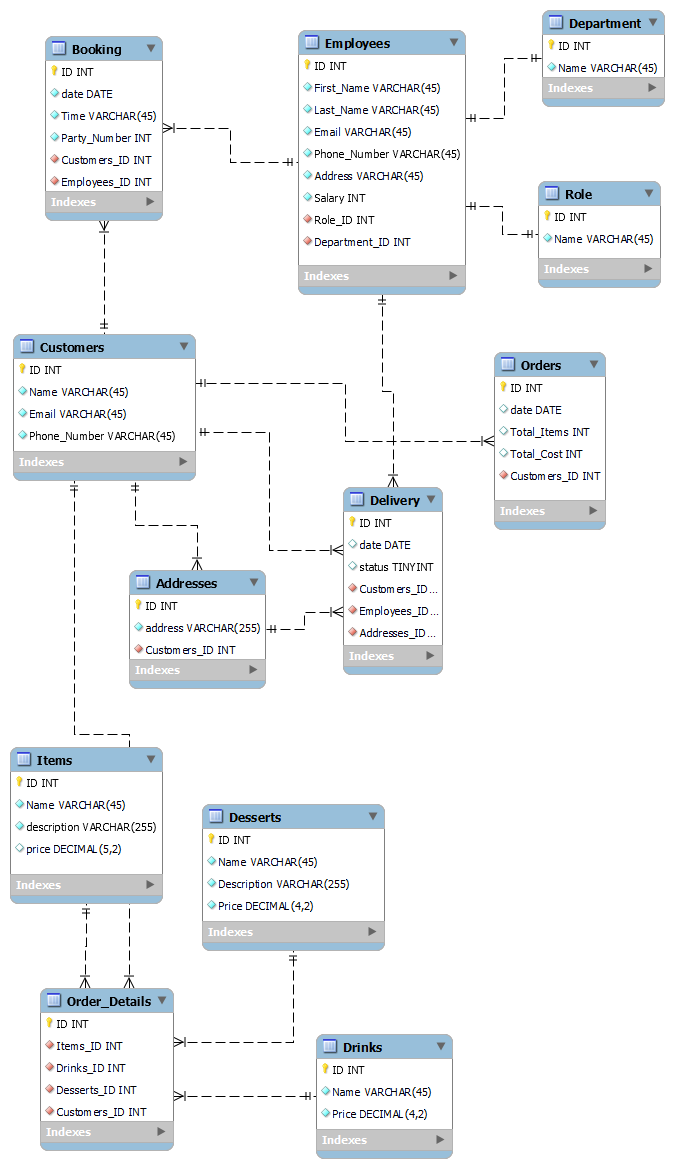 Booking
ID INT
date DATE
Time VARCHAR(45)
Party_Number INT
Customers_ID INT
Employees_ID INT
Indexes
Employees
ID INT
First_Name VARCHAR(45)
Last_Name VARCHAR(45)
Email VARCHAR(45)
Phone_Number VARCHAR(45)
Address VARCHAR(45)
Salary INT
Role_ID INT
Department_ID INT
Indexes
Department
ID INT
Name VARCHAR(45)
Indexes
Role
ID INT
Name VARCHAR(45)
Indexes
Customers
ID INT
Name VARCHAR(45)
Email VARCHAR(45)
Phone_Number VARCHAR(45)
Indexes
Orders
ID INT
date DATE
Total_Items INT
Total_Cost INT
Customers_ID INT
Indexes
Delivery
ID INT
date DATE
status TINYINT
Customers_ID...
Employees_ID...
Addresses_ID...
Indexes
Addresses
ID INT
address VARCHAR(255)
Customers_ID INT
Indexes
Items
ID INT
Name VARCHAR(45)
description VARCHAR(255)
price DECIMAL(5,2)
Indexes
Desserts
ID INT
Name VARCHAR(45)
Description VARCHAR(255)
Price DECIMAL(4,2)
Indexes
Order_Details
ID INT
Items_ID INT
Drinks_ID INT
Desserts_ID INT
Customers_ID INT
Indexes
Drinks
ID INT
Name VARCHAR(45)
Price DECIMAL(4,2)
Indexes